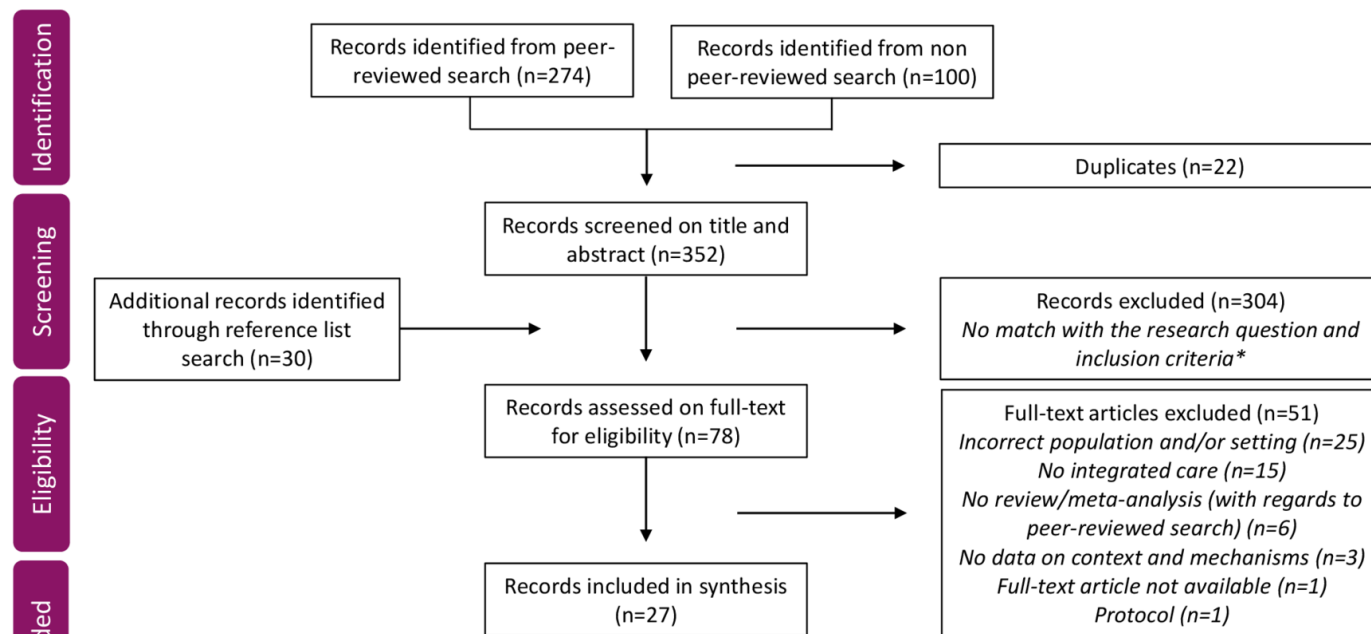 Identification
Records identified from peer-
reviewed search (n=274)
Records identified from non
peer-reviewed search (n=100)
Duplicates (n=22)
Screening
Records screened on title and
abstract (n=352)
Additional records identified
through reference list
search (n=30)
Records excluded (n=304)
No match with the research question and
inclusion criteria*
Eligibility
Records assessed on full-text
for eligibility (n=78)
Full-text articles excluded (n=51)
Incorrect population and/or setting (n=25)
No integrated care (n=15)
No review/meta-analysis (with regards to
peer-reviewed search) (n=6)
No data on context and mechanisms (n=3)
Full-text article not available (n=1)
Protocol (n=1)
ded
Records included in synthesis
(n=27)